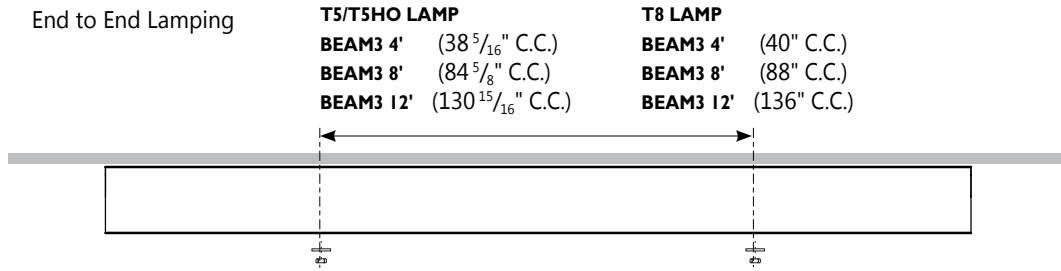 End to End Lamping
T5/T5HO LAMP
BEAM3 4' (38 5/16" C.C.)
BEAM3 8' (84 5/8" C.C.)
BEAM3 12' (130 15/16" C.C.)
T8 LAMP
BEAM3 4' (40" C.C.)
BEAM3 8' (88" C.C.)
BEAM3 12' (136" C.C.)